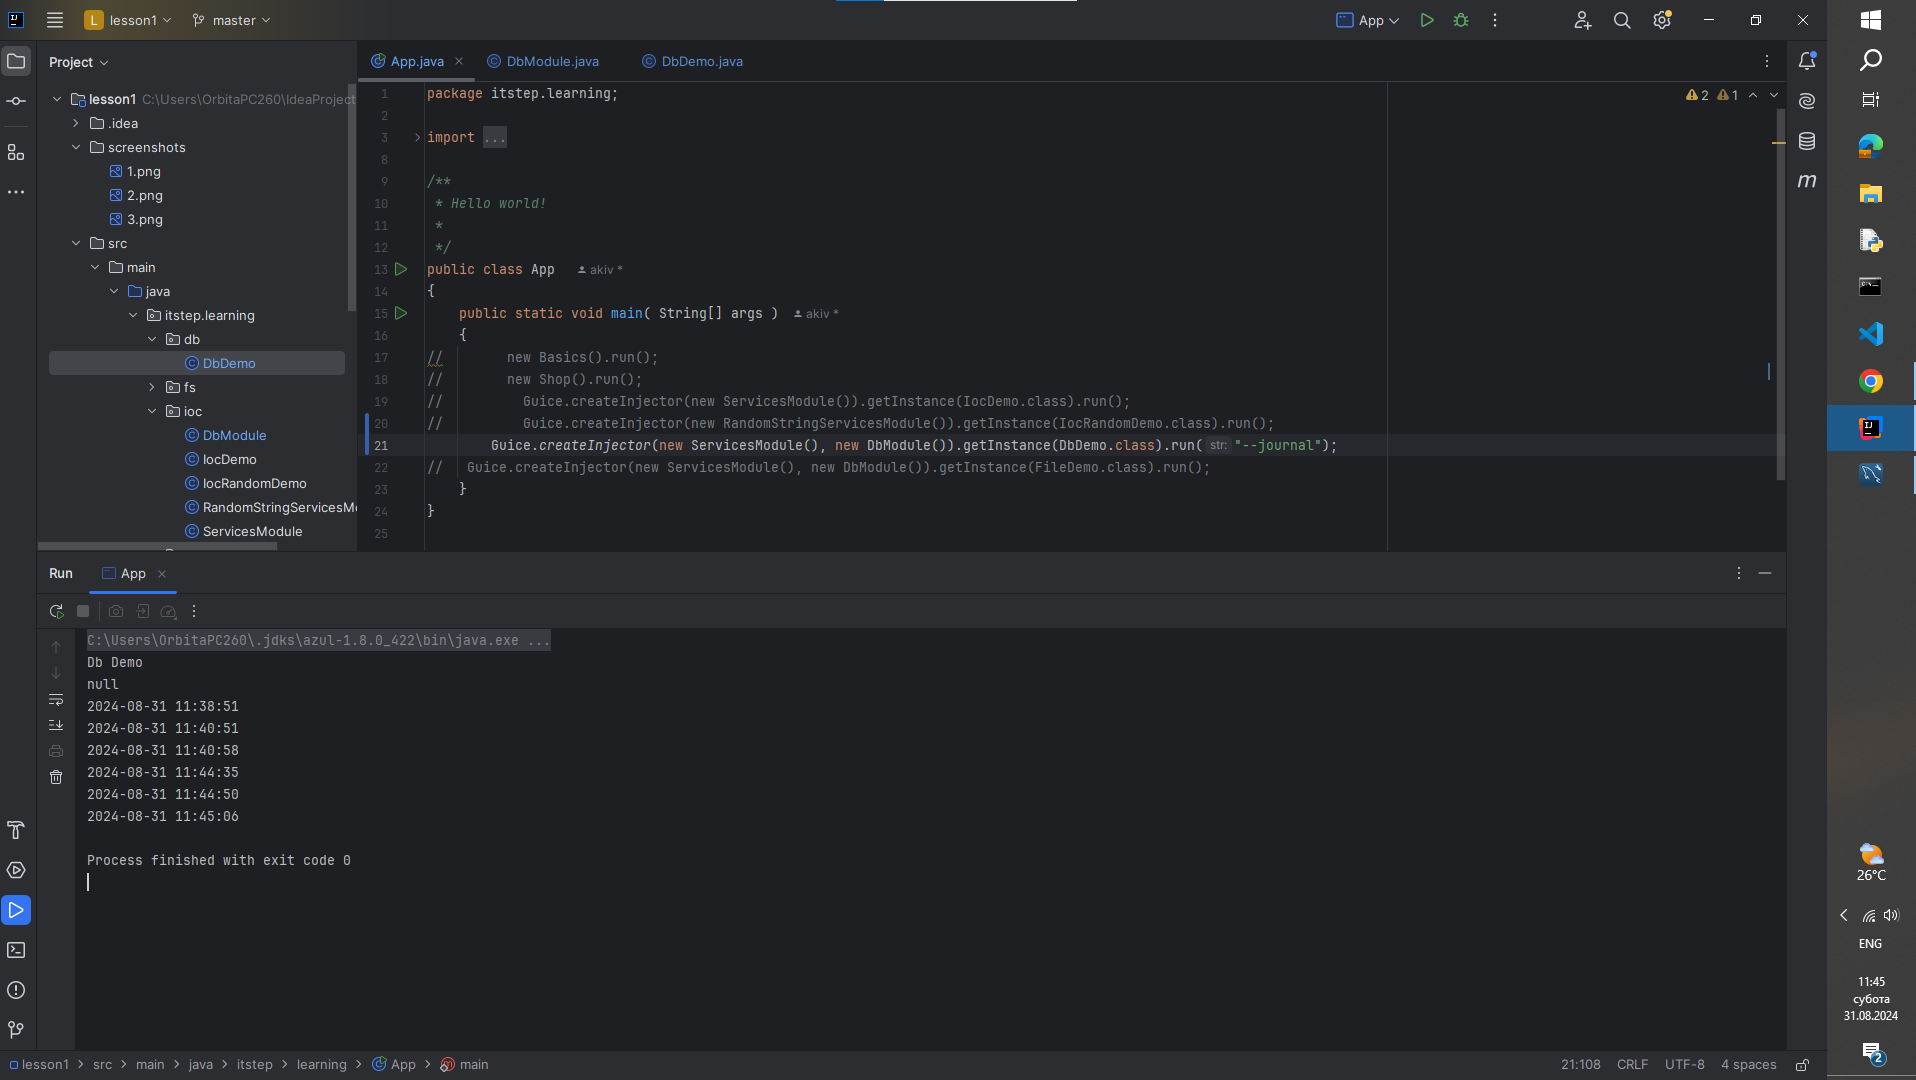 L lesson1 master App
Project
lesson1 C:\Users\OrbitaPC260\IdeaProject
.idea
screenshots
1.png
2.png
3.png
src
main
java
itstep.learning
db
DbDemo
fs
ioc
DbModule
IocDemo
IocRandomDemo
RandomStringServicesMo
ServicesModule
App.java DbModule.java DbDemo.java
2 1
1 package itstep.learning;
2
3 import ...
8
9 /**
10 * Hello world!
11 *
12 */
13 public class App akiv *
14 {
15 public static void main( String[] args ) akiv *
16 {
17 // new Basics().run();
18 // new Shop().run();
19 // Guice.createInjector(new ServicesModule()).getInstance(IocDemo.class).run();
20 // Guice.createInjector(new RandomStringServicesModule()).getInstance(IocRandomDemo.class).run();
21 Guice.createInjector(new ServicesModule(), new DbModule()).getInstance(DbDemo.class).run( str: "--journal");
22 // Guice.createInjector(new ServicesModule(), new DbModule()).getInstance(FileDemo.class).run();
23 }
24 }
25
Run App
C:\Users\OrbitaPC260\.jdks\azul-1.8.0_422\bin\java.exe ...
Db Demo
null
2024-08-31 11:38:51
2024-08-31 11:40:51
2024-08-31 11:40:58
2024-08-31 11:44:35
2024-08-31 11:44:50
2024-08-31 11:45:06
Process finished with exit code 0
lesson1 src main java itstep learning App main
21:108 CRLF UTF-8 4 spaces
m
IJ
26°C
ENG
11:45
субота
31.08.2024
2